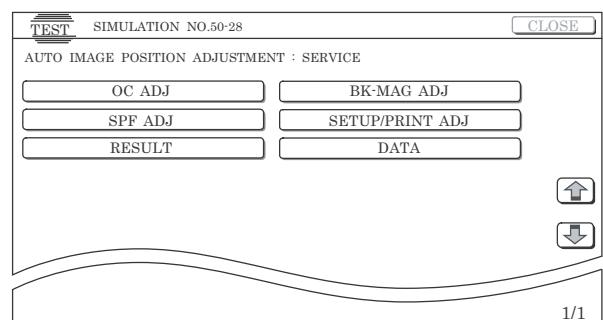 TEST SIMULATION NO.50-28 CLOSE
AUTO IMAGE POSITION ADJUSTMENT : SERVICE
OC ADJ BK-MAG ADJ
SPF ADJ SETUP/PRINT ADJ
RESULT DATA
1/1